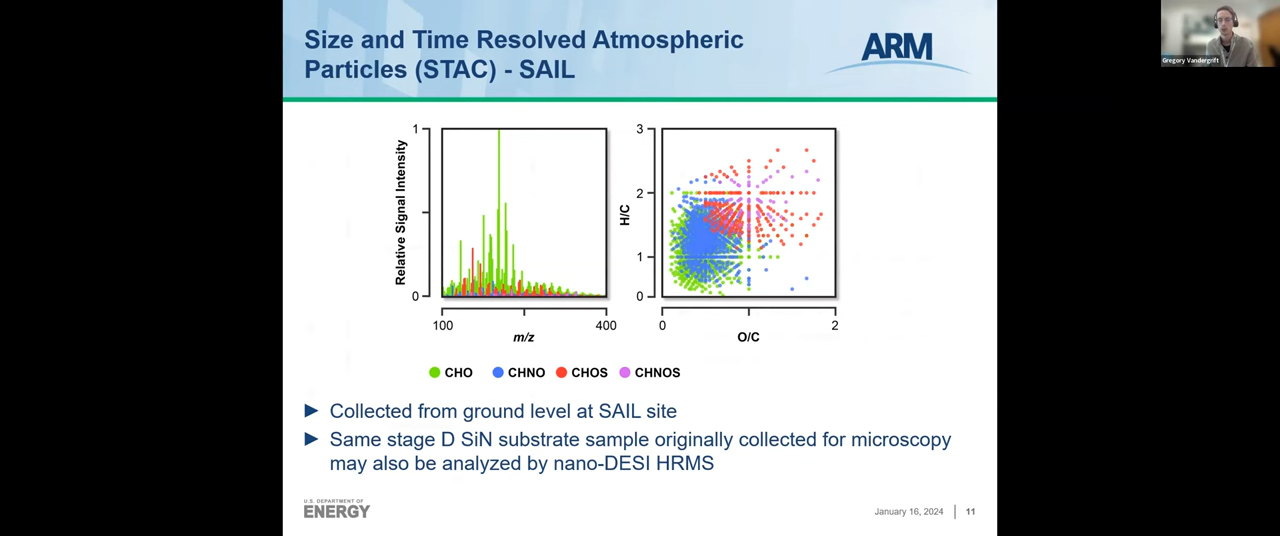 Size and Time Resolved Atmospheric
Particles (STAC) - SAIL
ARM
Gregory Vandergrift
1
Relative Signal Intensity
0
100
400
m/z
3
2
H/C
1
0
0
2
O/C
CHO CHNO CHOS CHNOS
► Collected from ground level at SAIL site
► Same stage D SiN substrate sample originally collected for microscopy
may also be analyzed by nano-DESI HRMS
U.S. DEPARTMENT OF
ENERGY
January 16, 2024 | 11